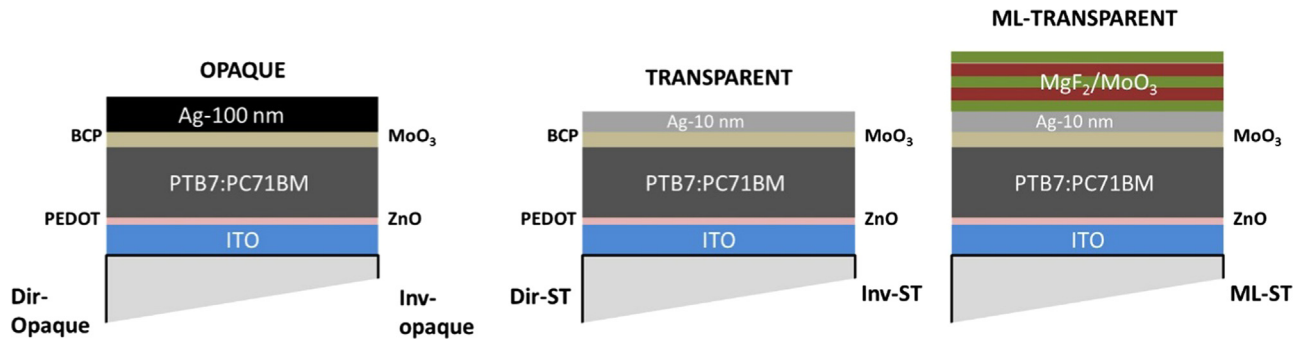 OPAQUE
Ag-100 nm
BCP
MoO₃
PTB7:PC71BM
PEDOT
ZnO
ITO
Dir-
Opaque
Inv-
opaque
TRANSPARENT
Ag-10 nm
BCP
MoO₃
PTB7:PC71BM
PEDOT
ZnO
ITO
Dir-ST
Inv-ST
ML-TRANSPARENT
MgF₂/MoO₃
Ag-10 nm
MoO₃
PTB7:PC71BM
ZnO
ITO
ML-ST